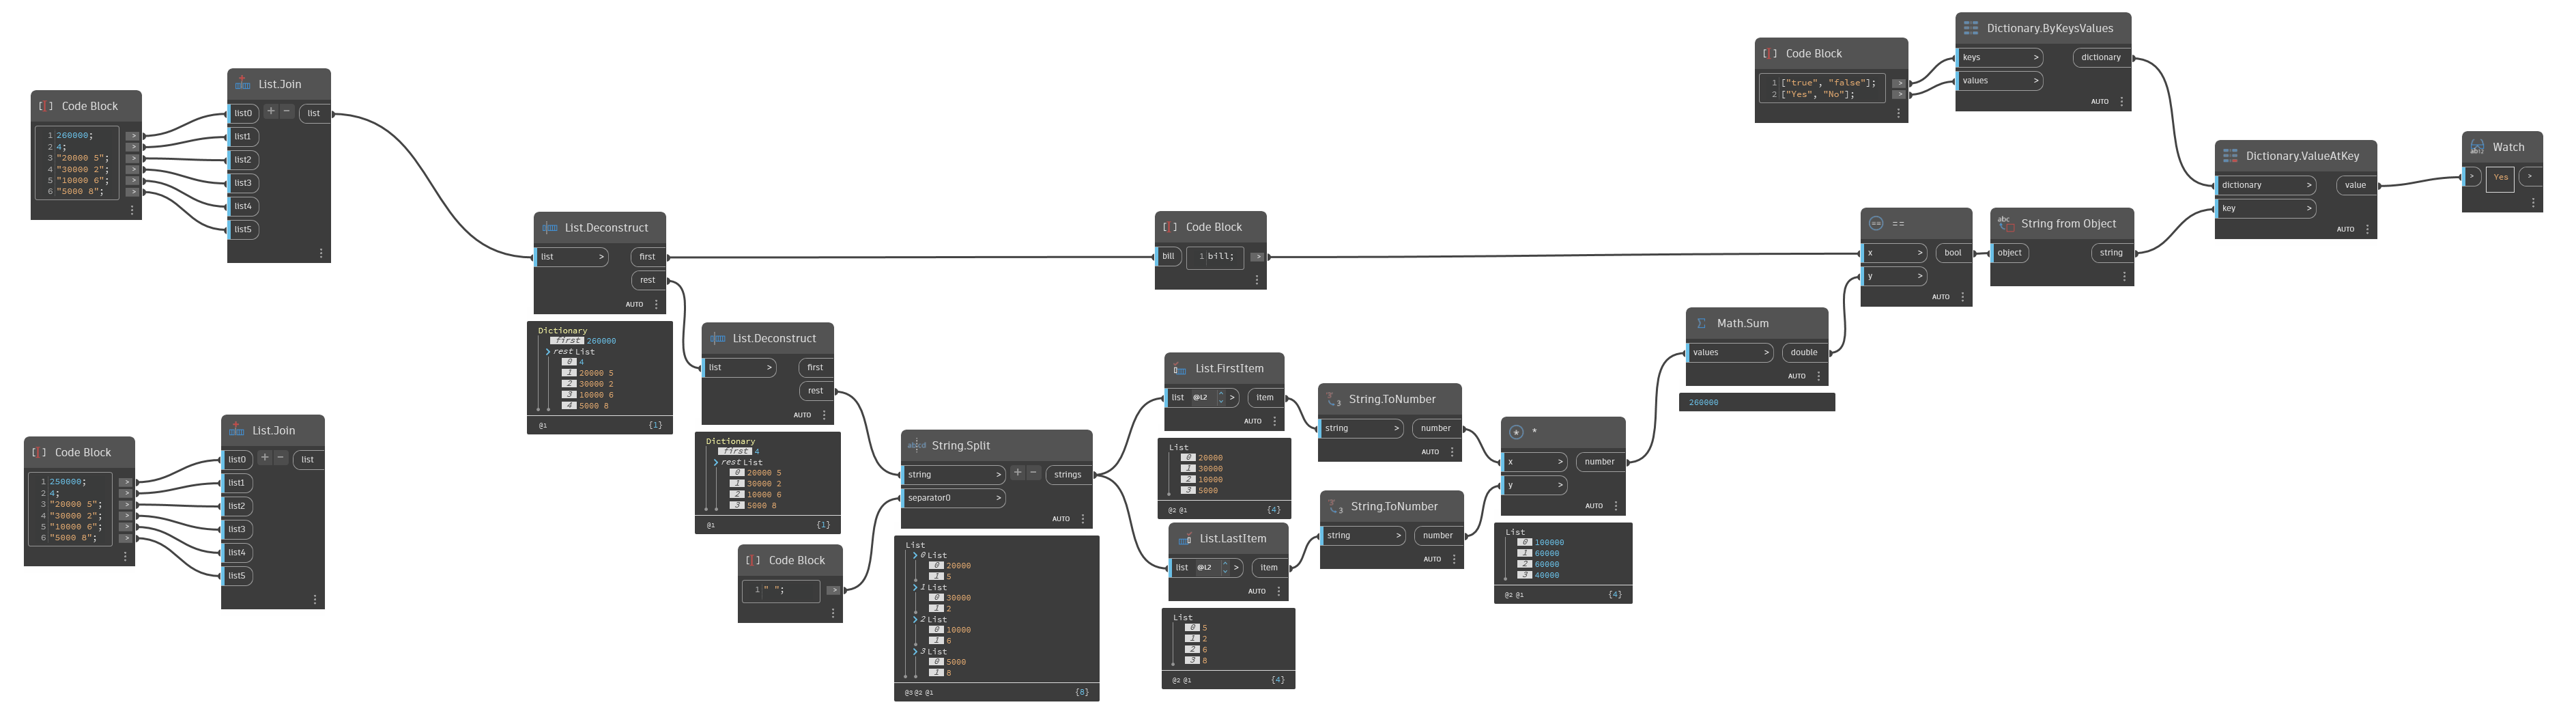 Code Block
1 260000;
2 4;
3 "20000 5";
4 "30000 2";
5 "10000 6";
6 "5000 8";
>
>
>
>
>
>
List.Join
list0 + - list
list1
list2
list3
list4
list5
Code Block
1 250000;
2 4;
3 "20000 5";
4 "30000 2";
5 "10000 6";
6 "5000 8";
>
>
>
>
>
>
List.Join
list0 + - list
list1
list2
list3
list4
list5
List.Deconstruct
list > first
rest
AUTO
Dictionary
first 260000
rest List
0 4
1 20000 5
2 30000 2
3 10000 6
4 5000 8
@1 {1}
List.Deconstruct
list > first
rest
AUTO
Dictionary
first 4
rest List
0 20000 5
1 30000 2
2 10000 6
3 5000 8
@1 {1}
Code Block
1 " "; >
abcd String.Split
string > + - strings
separator0 >
AUTO
List
0 List
0 20000
1 5
1 List
0 30000
1 2
2 List
0 10000
1 6
3 List
0 5000
1 8
@3 @2 @1 {8}
Code Block
bill 1 bill; >
List.FirstItem
list @L2 > item
AUTO
List
0 20000
1 30000
2 10000
3 5000
@2 @1 {4}
List.LastItem
list @L2 > item
AUTO
List
0 5
1 2
2 6
3 8
@2 @1 {4}
3 String.ToNumber
string > number
AUTO
3 String.ToNumber
string > number
AUTO
* *
x > number
y >
AUTO
List
0 100000
1 60000
2 60000
3 40000
@2 @1 {4}
Σ Math.Sum
values > double
AUTO
260000
Code Block
1 ["true", "false"]; >
2 ["Yes", "No"]; >
Dictionary.ByKeysValues
keys > dictionary
values >
AUTO
== ==
x > bool
y >
AUTO
abc String from Object
object string
Dictionary.ValueAtKey
dictionary > value
key >
AUTO
Watch
> Yes >